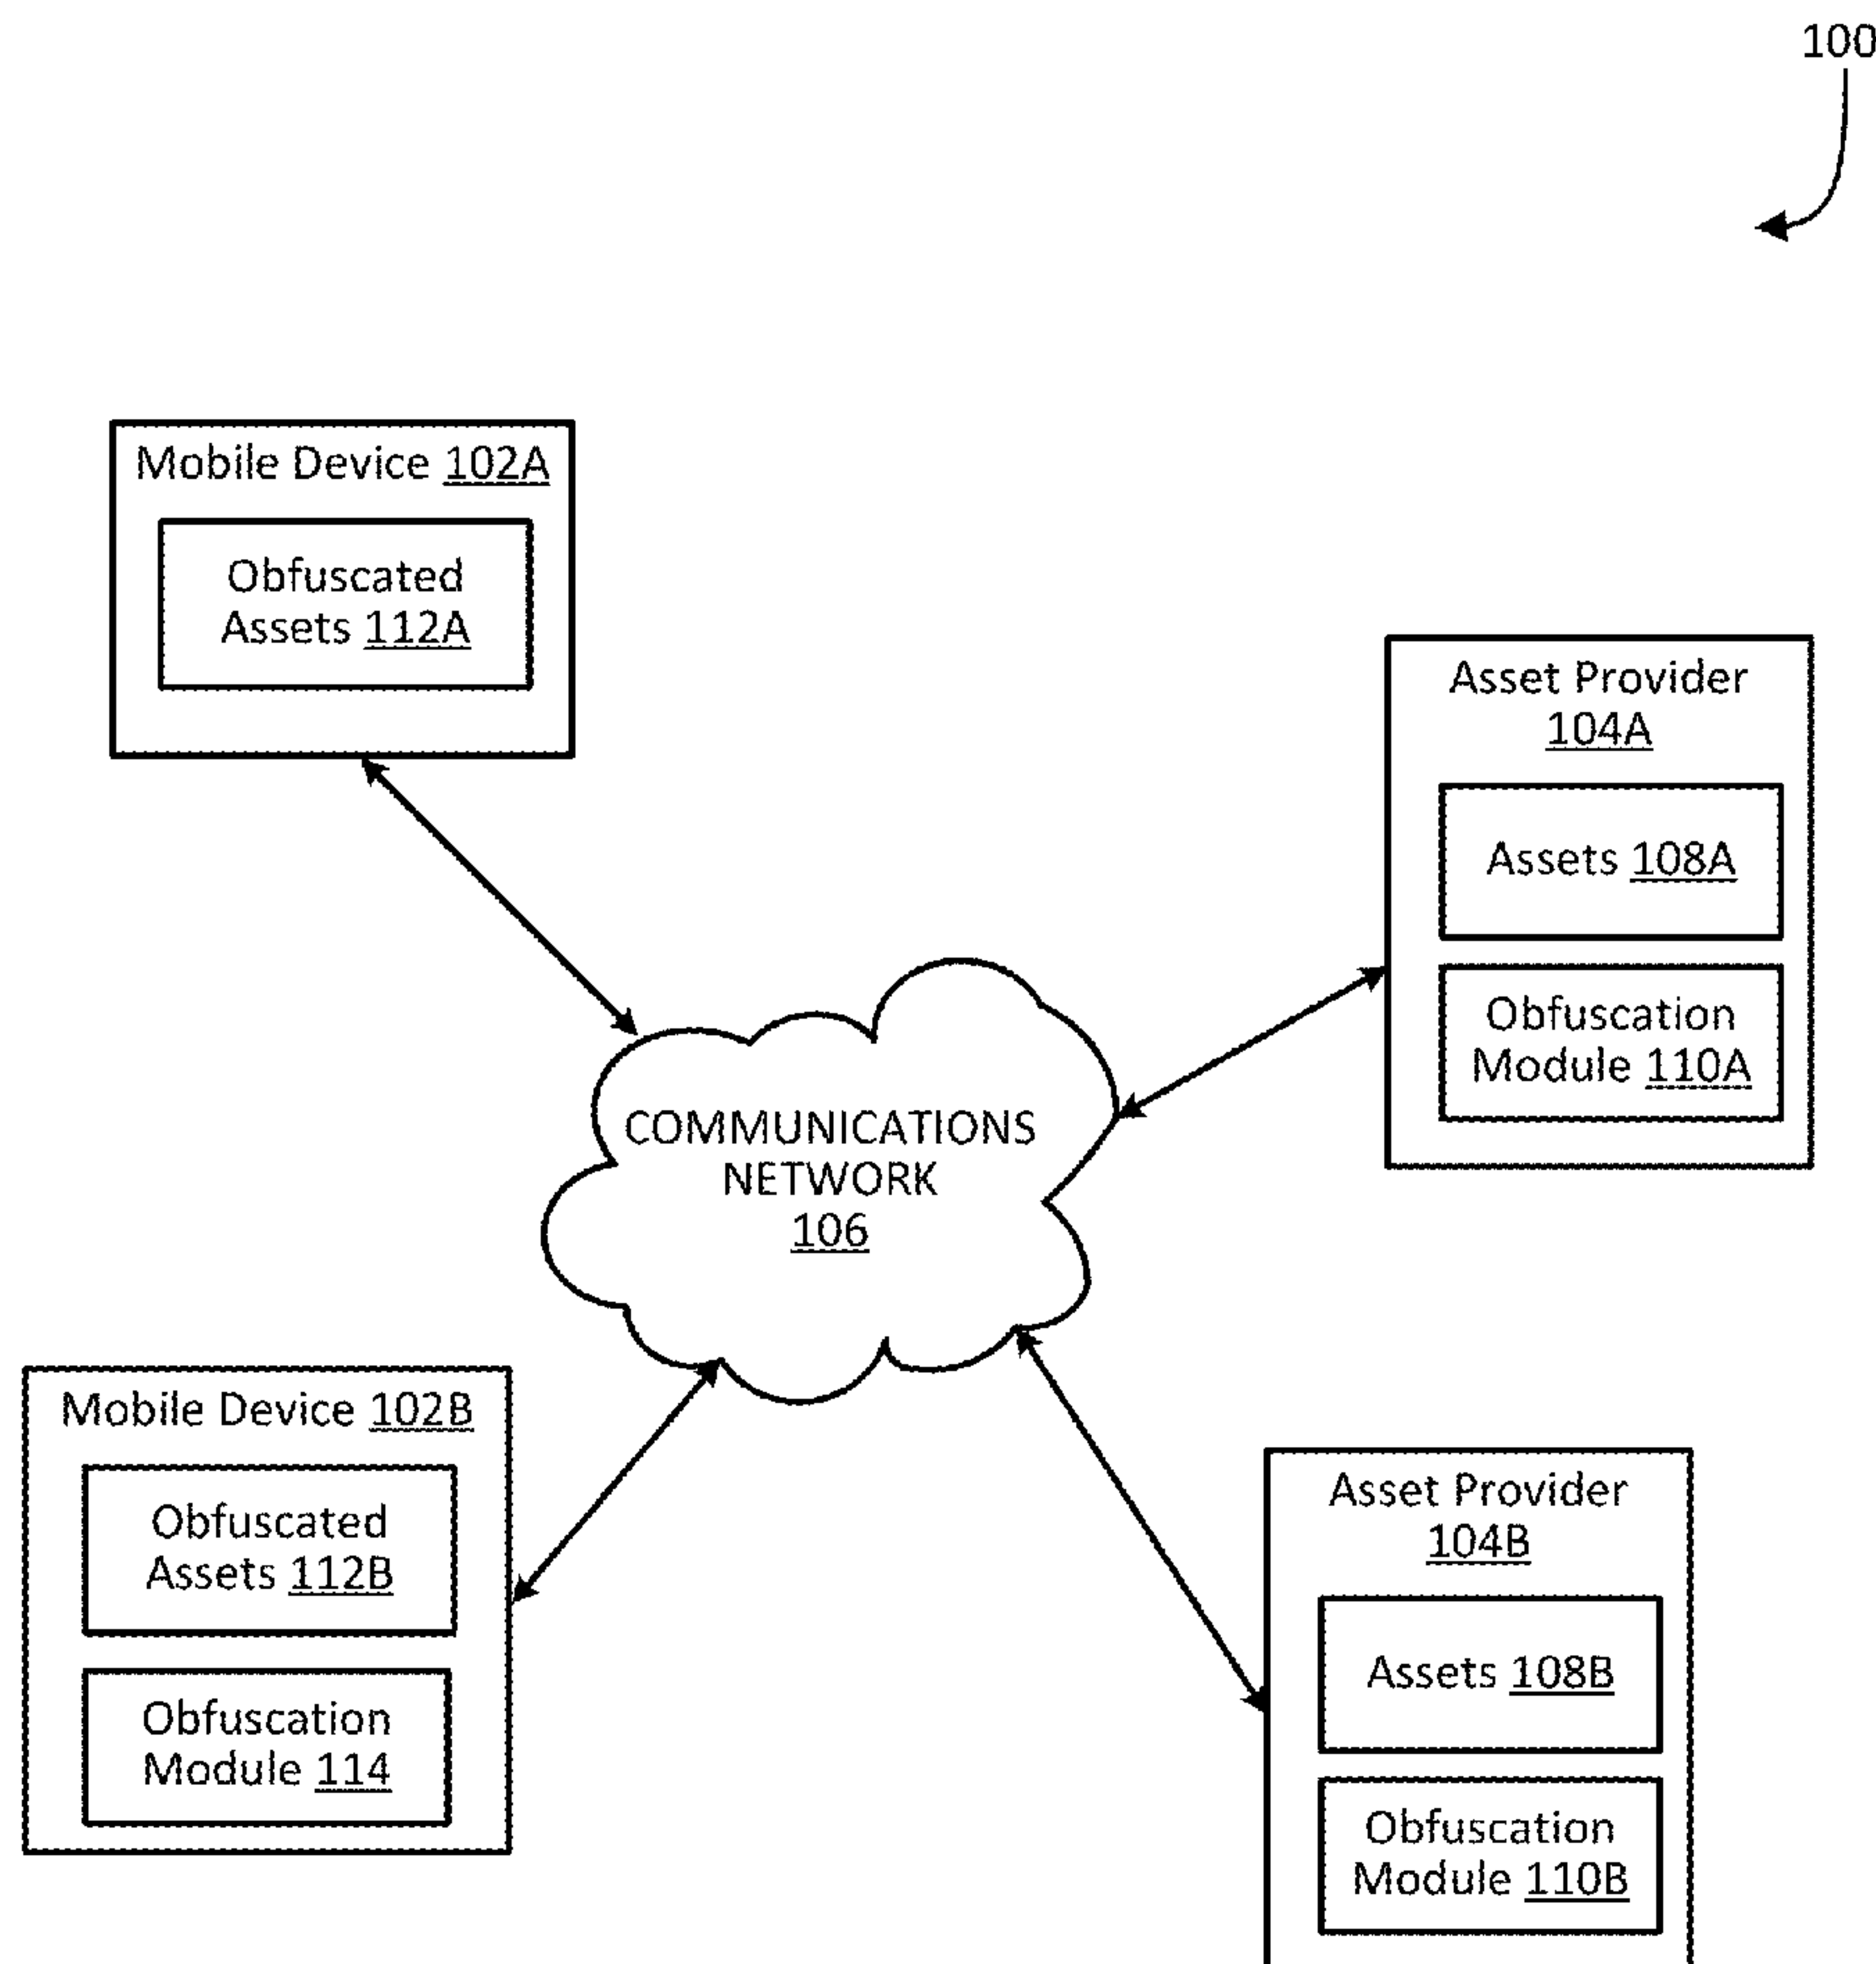 100
Mobile Device 102A
Obfuscated
Assets 112A
Asset Provider
104A
Assets 108A
Obfuscation
Module 110A
COMMUNICATIONS
NETWORK
106
Mobile Device 102B
Obfuscated
Assets 112B
Obfuscation
Module 114
Asset Provider
104B
Assets 108B
Obfuscation
Module 110B